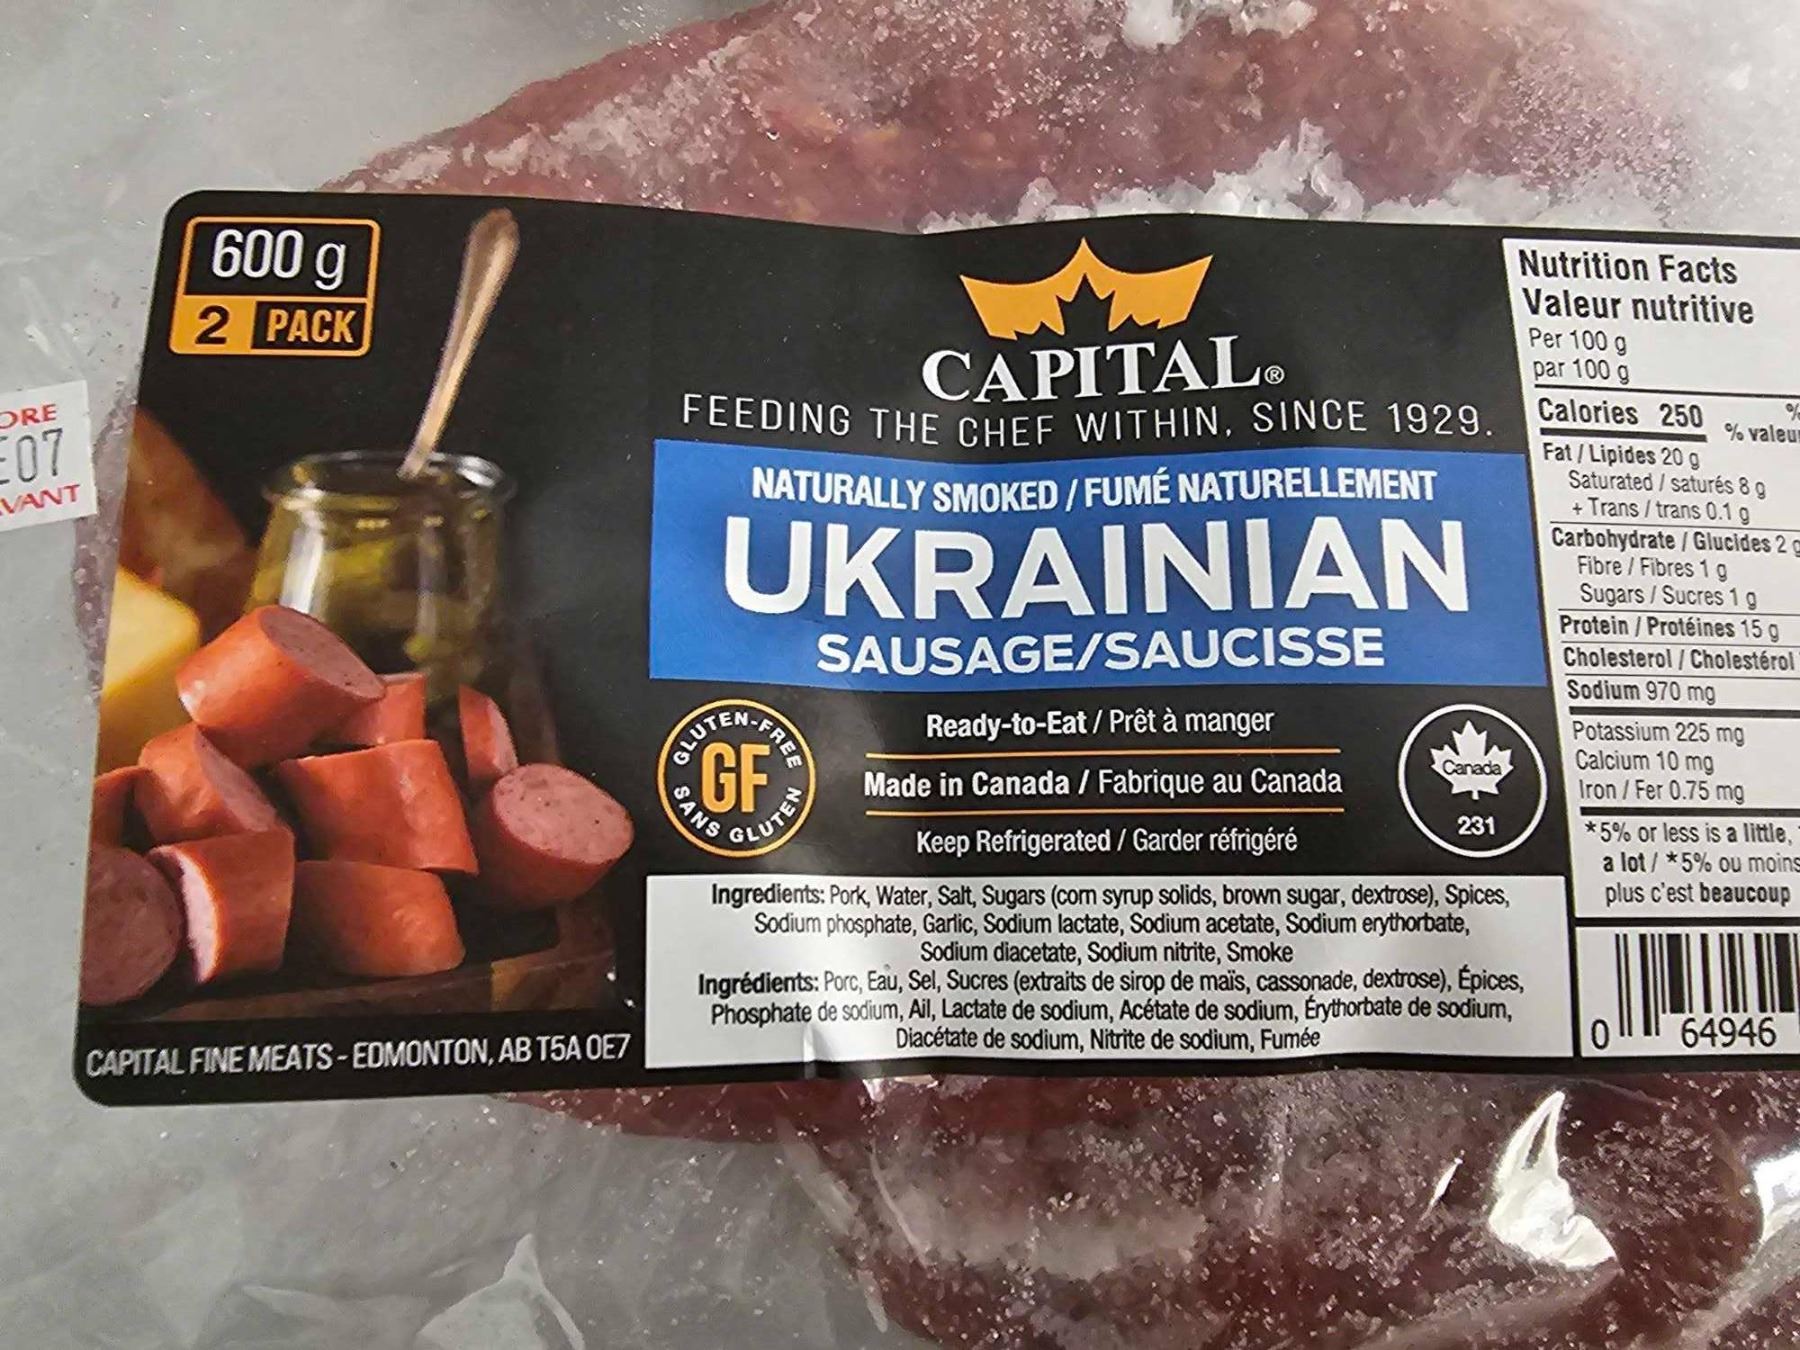 600 g
2 PACK
ORE
E07
VANT
CAPITAL®
FEEDING THE CHEF WITHIN, SINCE 1929.
NATURALLY SMOKED / FUMÉ NATURELLEMENT
UKRAINIAN
SAUSAGE/SAUCISSE
GLUTEN-FREE
GF
SANS GLUTEN
Ready-to-Eat / Prêt à manger
Made in Canada / Fabrique au Canada
Keep Refrigerated / Garder réfrigéré
Canada
231
Ingredients: Pork, Water, Salt, Sugars (corn syrup solids, brown sugar, dextrose), Spices,
Sodium phosphate, Garlic, Sodium lactate, Sodium acetate, Sodium erythorbate,
Sodium diacetate, Sodium nitrite, Smoke
Ingrédients: Porc, Eau, Sel, Sucres (extraits de sirop de maïs, cassonade, dextrose), Épices,
Phosphate de sodium, Ail, Lactate de sodium, Acétate de sodium, Érythorbate de sodium,
Diacétate de sodium, Nitrite de sodium, Fumée
CAPITAL FINE MEATS - EDMONTON, AB T5A 0E7
Nutrition Facts
Valeur nutritive
Per 100 g
par 100 g
Calories 250 %
% valeur
Fat / Lipides 20 g
Saturated / saturés 8 g
+ Trans / trans 0.1 g
Carbohydrate / Glucides 2 g
Fibre / Fibres 1 g
Sugars / Sucres 1 g
Protein / Protéines 15 g
Cholesterol / Cholestérol
Sodium 970 mg
Potassium 225 mg
Calcium 10 mg
Iron / Fer 0.75 mg
*5% or less is a little,
a lot / *5% ou moins
plus c'est beaucoup
0 64946